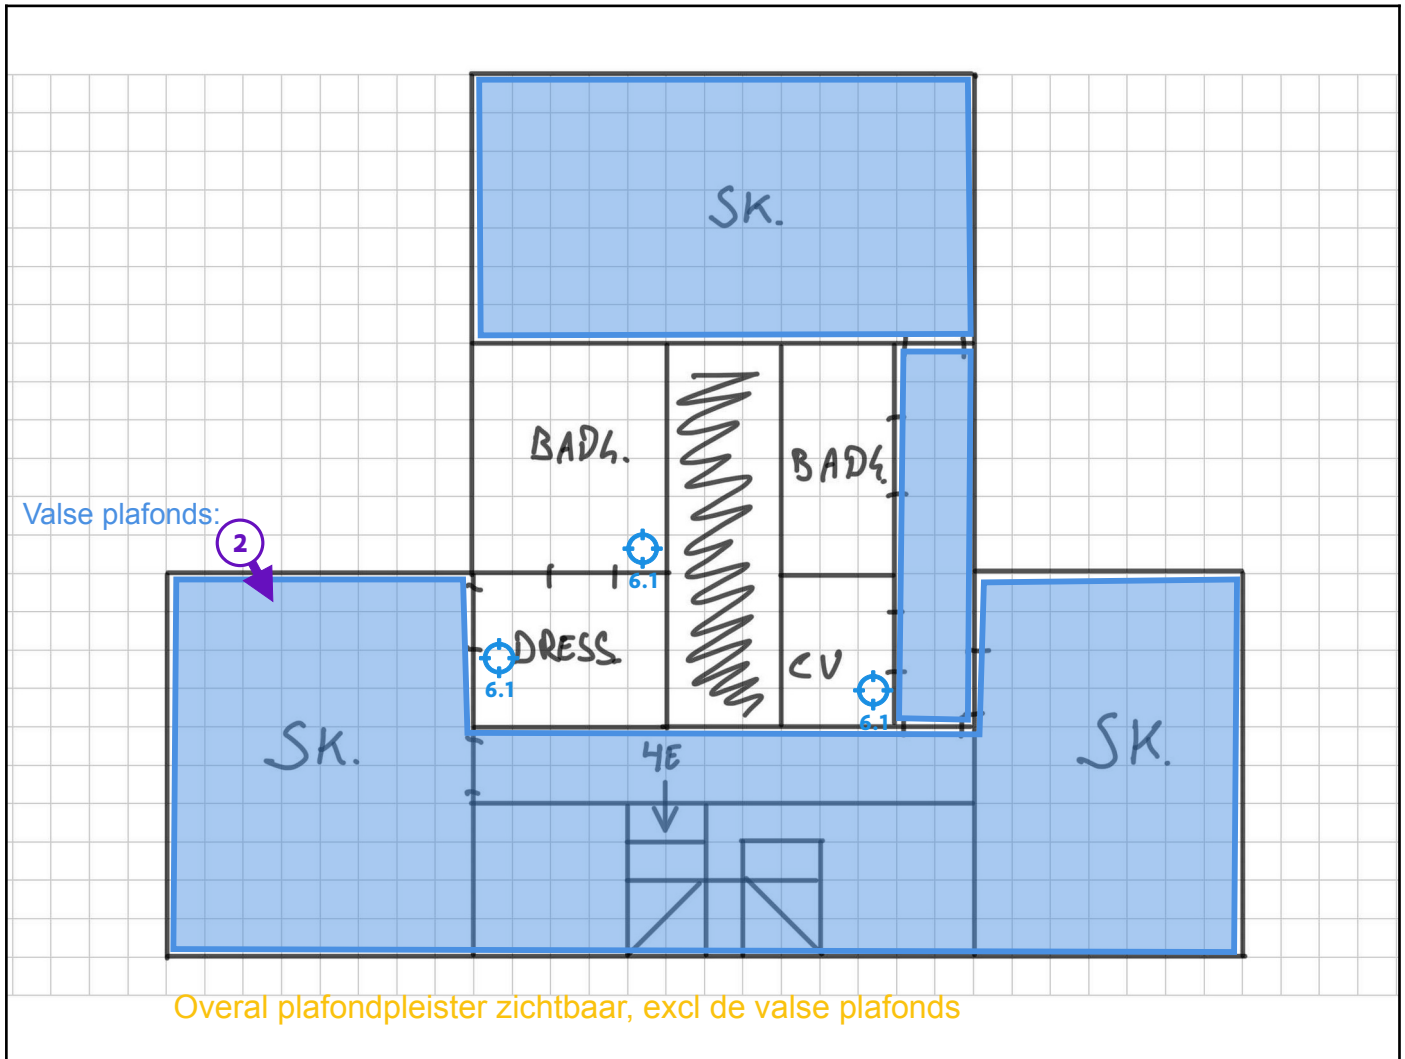 SK.
BADK.
BADK.
Valse plafonds:
2
6.1
DRESS.
6.1
CV
6.1
SK.
4E
SK.
Overal plafondpleister zichtbaar, excl de valse plafonds